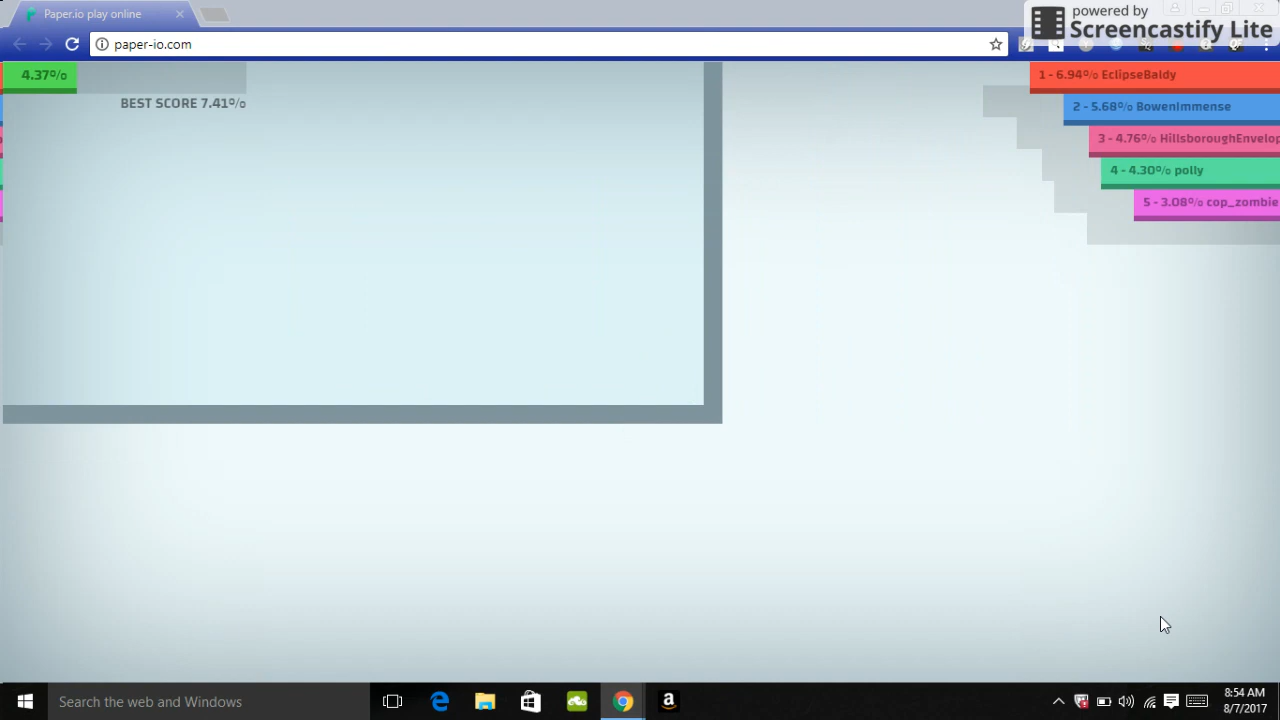 Paper.io play online
powered by
Screencastify Lite
paper-io.com
4.37%
BEST SCORE 7.41%
1 - 6.94% EclipseBaldy
2 - 5.68% BowenImmense
3 - 4.76% HillsboroughEnvelop
4 - 4.30% polly
5 - 3.08% cop_zombie
Search the web and Windows
a
8:54 AM
8/7/2017